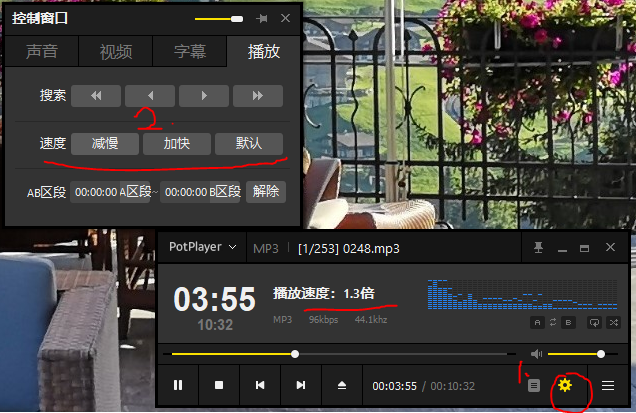 控制窗口
声音 视频 字幕 播放
搜索
2
速度 减慢 加快 默认
AB区段 00:00:00 A区段 ~ 00:00:00 B区段 解除
PotPlayer MP3 [1/253] 0248.mp3
03:55 播放速度：1.3倍
10:32 MP3 96kbps 44.1khz
A B
00:03:55 / 00:10:32
1.